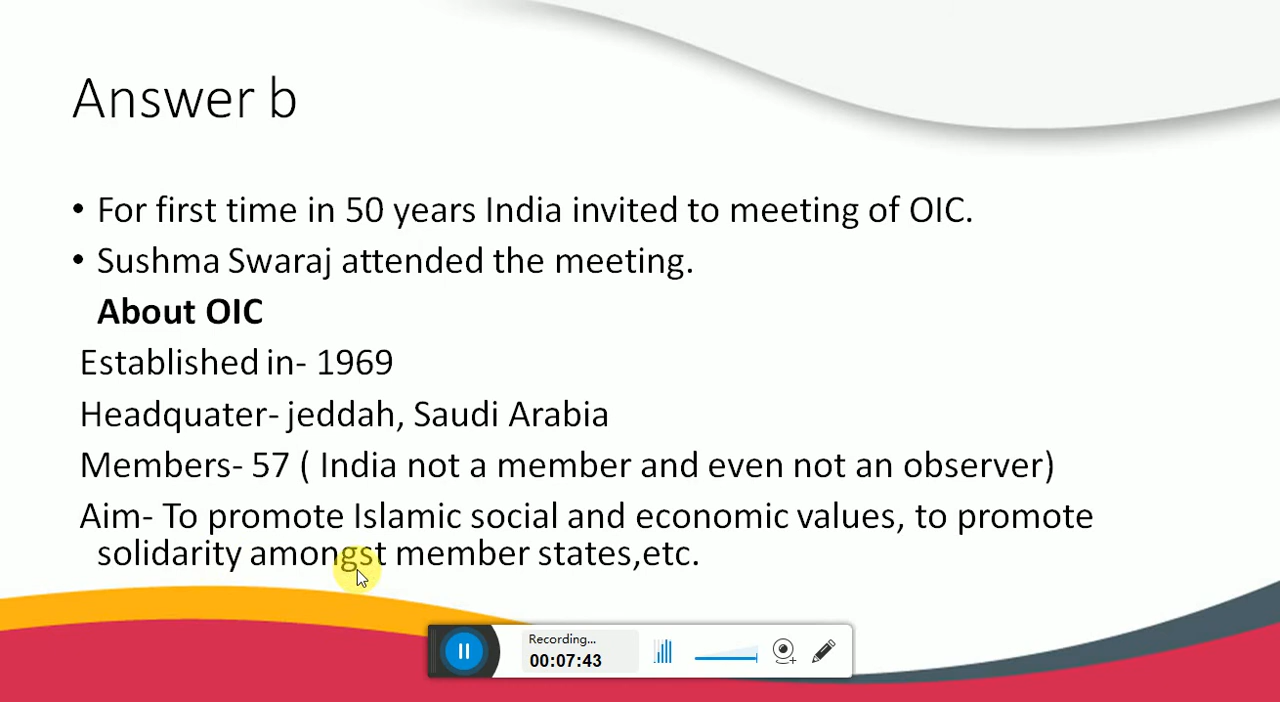 Answer b
• For first time in 50 years India invited to meeting of OIC.
• Sushma Swaraj attended the meeting.
About OIC
Established in- 1969
Headquater- jeddah, Saudi Arabia
Members- 57 ( India not a member and even not an observer)
Aim- To promote Islamic social and economic values, to promote
solidarity amongst member states,etc.
Recording...
00:07:43